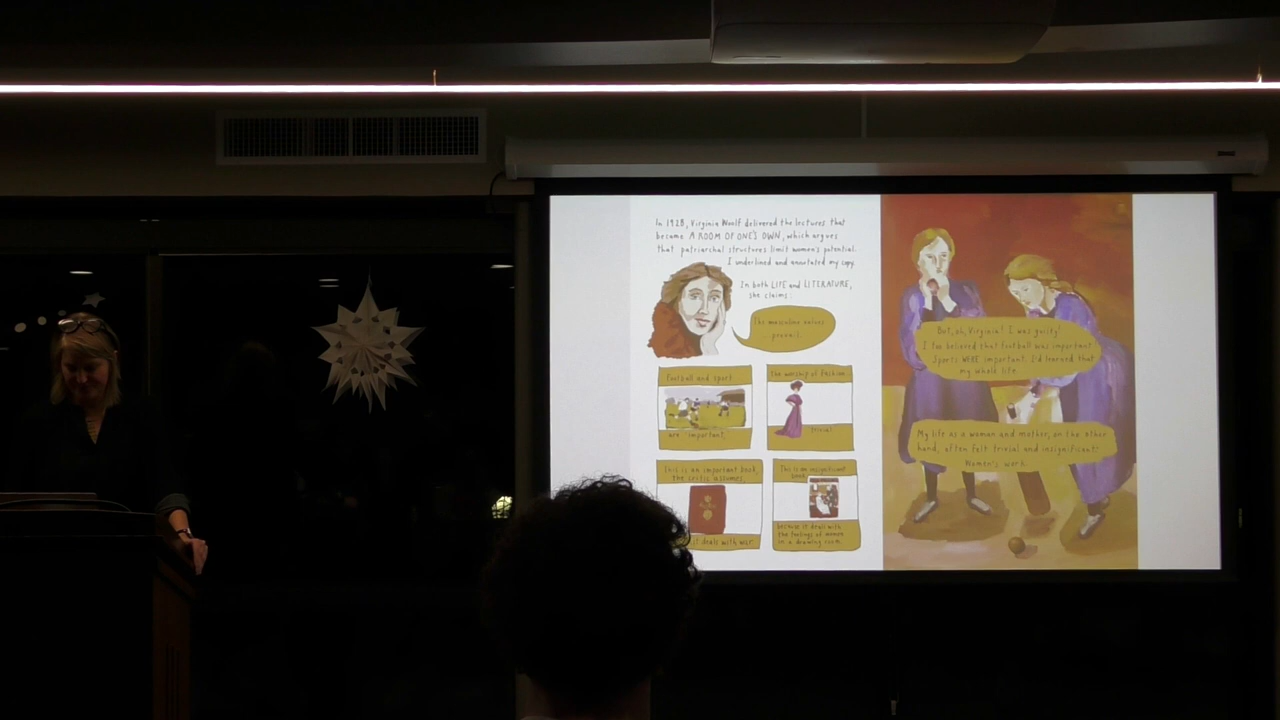 In 1928, Virginia Woolf delivered the lectures that
became A ROOM OF ONE'S OWN, which argues
that patriarchal structures limit women's potential.
I underlined and annotated my copy.
In both LIFE and LITERATURE,
she claims:
the masculine values
prevail.
football and sport
are "important,
the worship of fashion
trivial.
This is an important book,
the critic assumes,
it deals with war.
This is an insignificant
book
because it deals with
the feelings of women
in a drawing room.
But, oh, Virginia! I was guilty!
I too believed that football was important.
Sports WERE important. I'd learned that
my whole life.
My life as a woman and mother, on the other
hand, often felt trivial and insignificant:
Women's work.